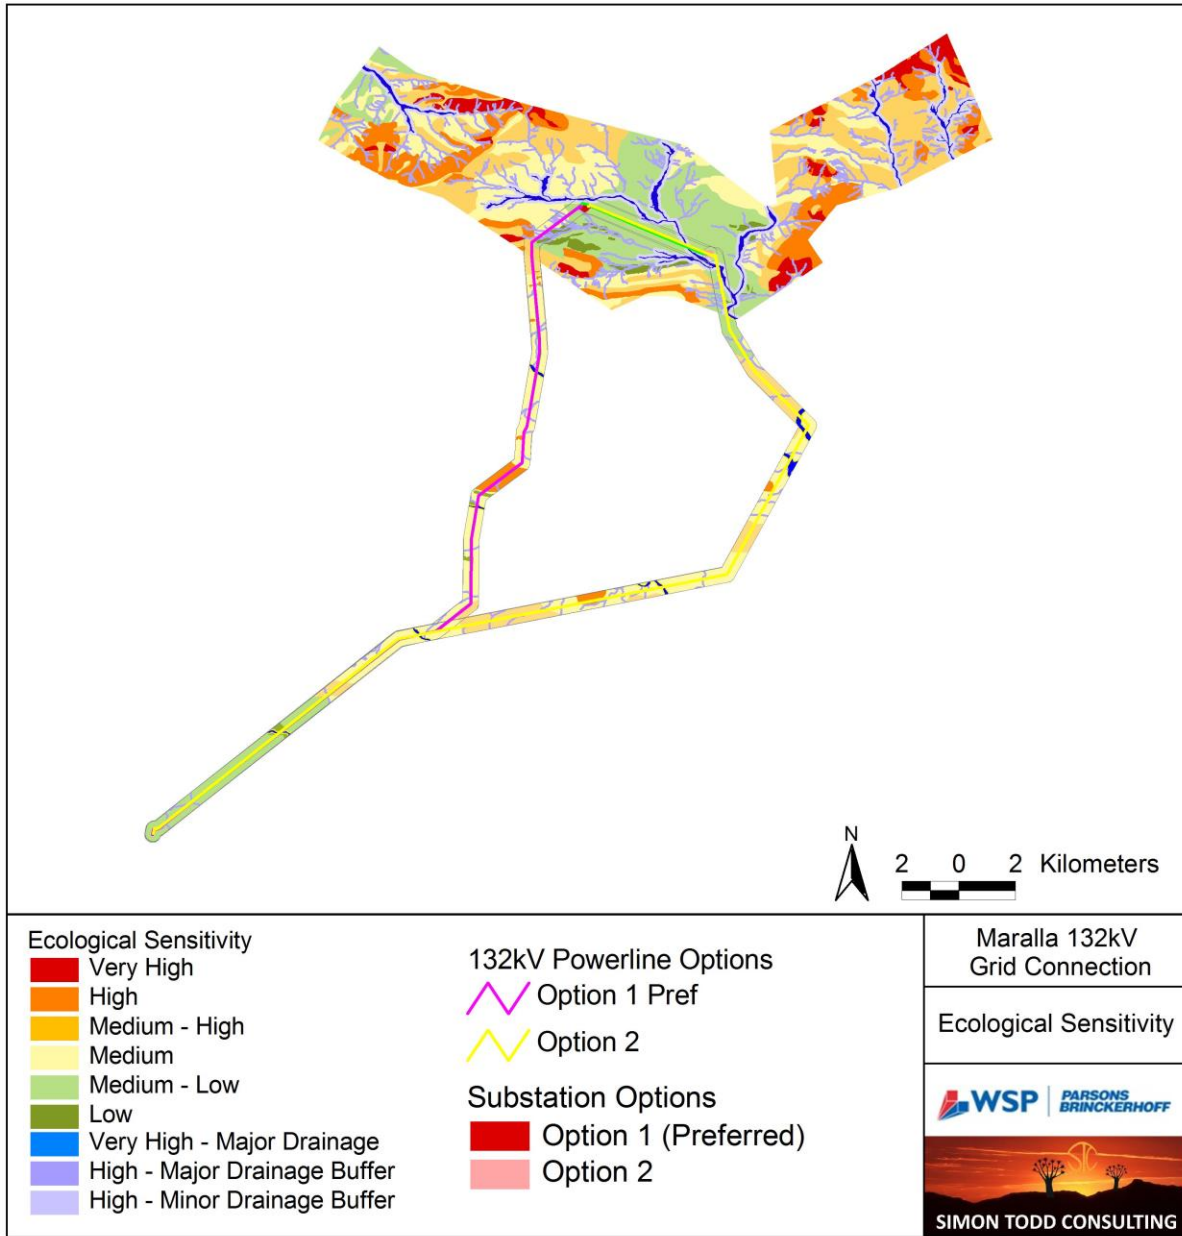 N
2 0 2 Kilometers
Ecological Sensitivity
Very High
High
Medium - High
Medium
Medium - Low
Low
Very High - Major Drainage
High - Major Drainage Buffer
High - Minor Drainage Buffer
132kV Powerline Options
Option 1 Pref
Option 2
Substation Options
Option 1 (Preferred)
Option 2
Maralla 132kV
Grid Connection
Ecological Sensitivity
WSP
PARSONS
BRINCKERHOFF
SIMON TODD CONSULTING